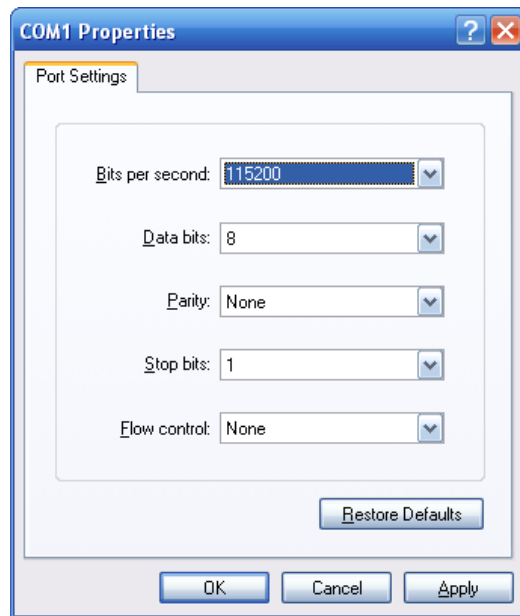 COM1 Properties
Port Settings
Bits per second: 115200
Data bits: 8
Parity: None
Stop bits: 1
Flow control: None
Restore Defaults
OK Cancel Apply